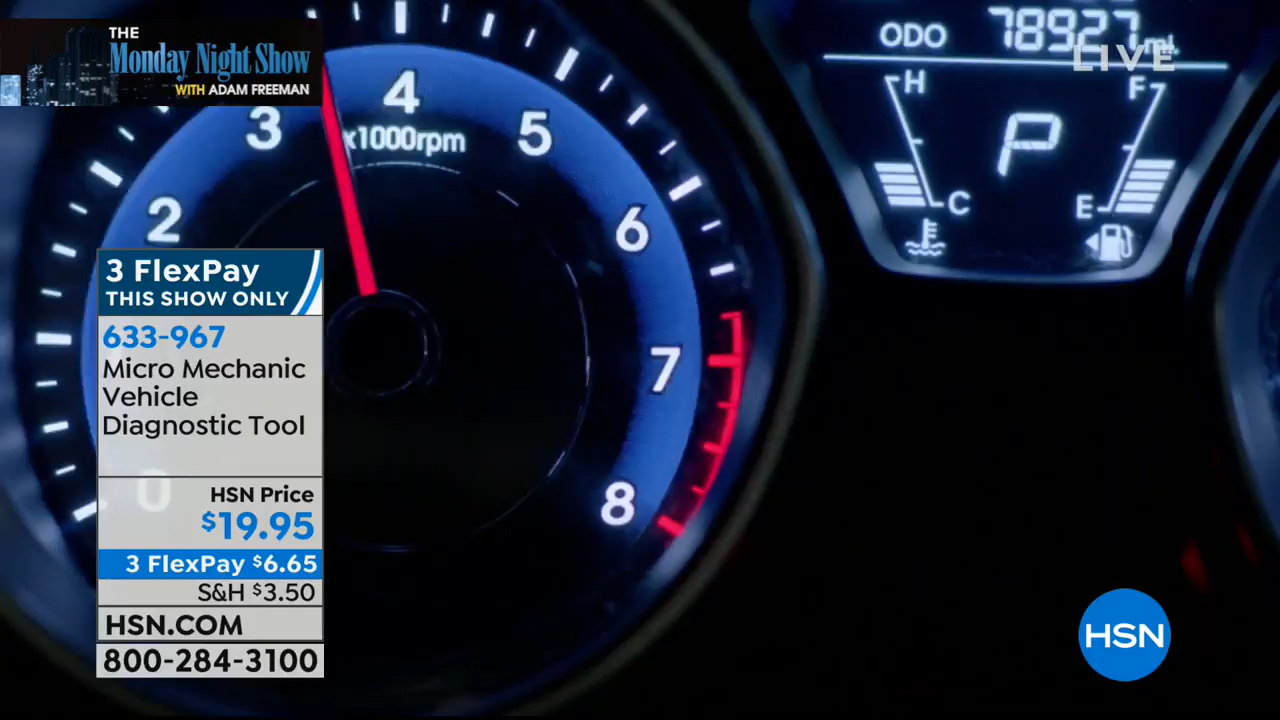 THE
Monday Night Show
WITH ADAM FREEMAN
ODO 78927 mi.
LIVE
H
F
P
C
E
0
2
3
4
5
6
7
8
x1000rpm
3 FlexPay
THIS SHOW ONLY
633-967
Micro Mechanic
Vehicle
Diagnostic Tool
HSN Price
$19.95
3 FlexPay $6.65
S&H $3.50
HSN.COM
800-284-3100
HSN